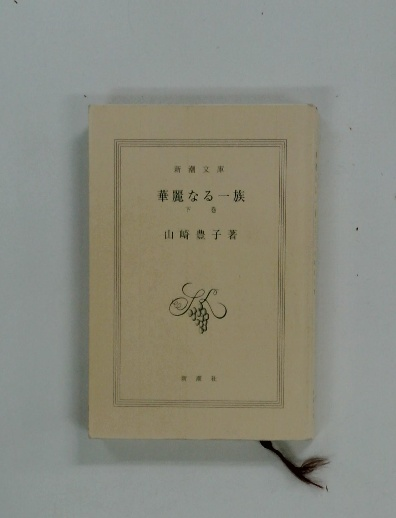 新潮文庫
華麗なる一族
下巻
山崎豊子著
新潮社